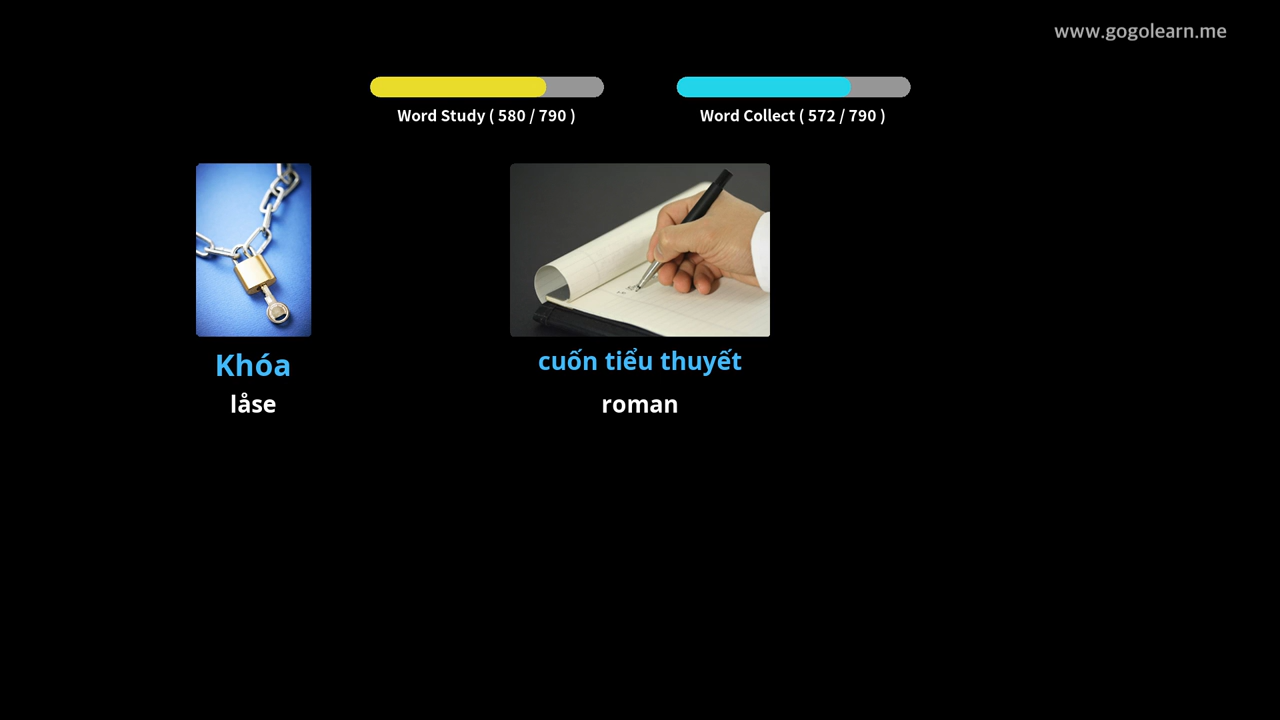 www.gogolearn.me
Word Study ( 580 / 790 )
Word Collect ( 572 / 790 )
Khóa
låse
cuốn tiểu thuyết
roman